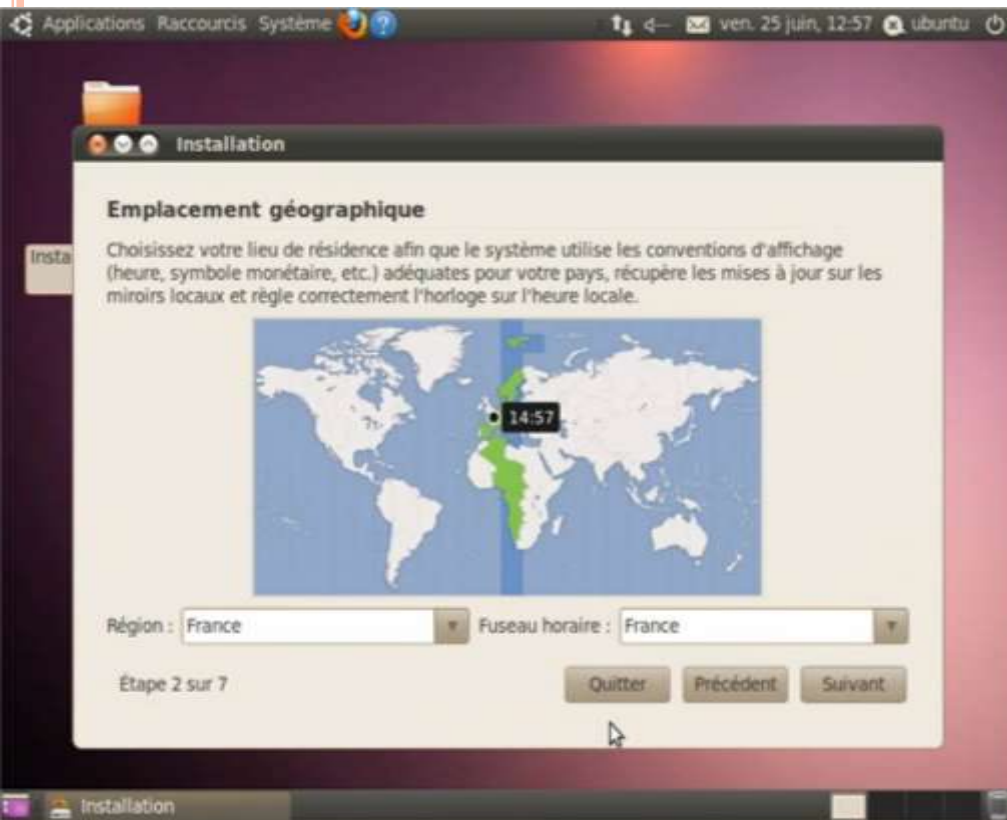 Applications Raccourcis Système ven. 25 juin, 12:57 ubuntu
Installation
Emplacement géographique
Choisissez votre lieu de résidence afin que le système utilise les conventions d'affichage
(heure, symbole monétaire, etc.) adéquates pour votre pays, récupère les mises à jour sur les
miroirs locaux et règle correctement l'horloge sur l'heure locale.
Insta
14:57
Région : France Fuseau horaire : France
Étape 2 sur 7 Quitter Précédent Suivant
Installation